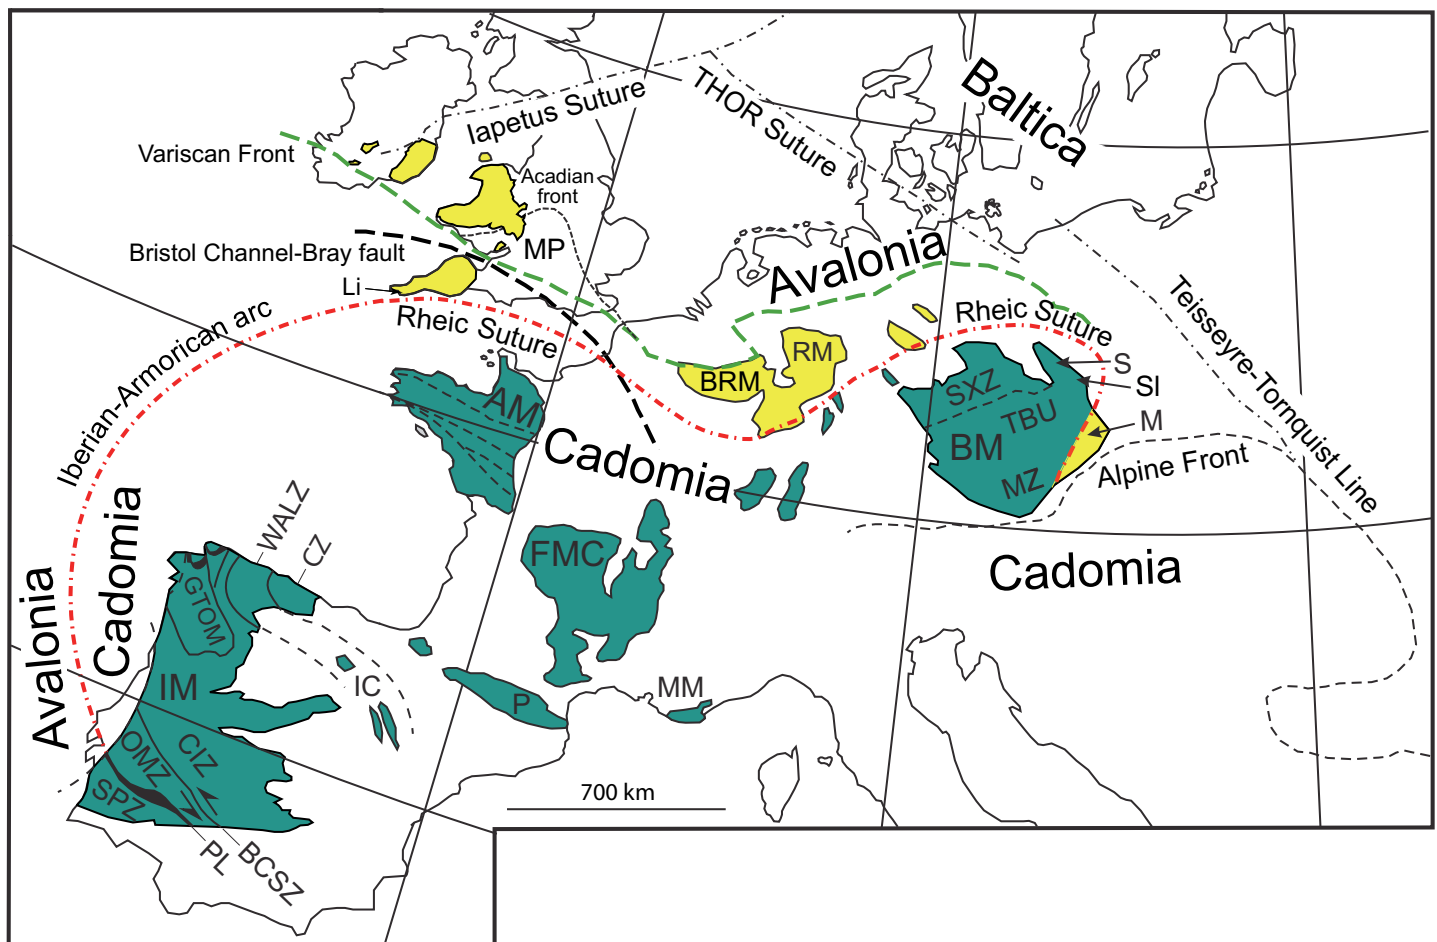 Baltica
THOR Suture
Iapetus Suture
Variscan Front
Acadian
front
Bristol Channel-Bray fault
MP
Li
Avalonia
Rheic Suture
Rheic Suture
Teisseyre-Tornquist Line
Iberian-Armorican arc
RM
BRM
S
SI
M
SXZ
TBU
BM
MZ
Alpine Front
AM
Cadomia
WALZ
CZ
Cadomia
Avalonia
FMC
Cadomia
GTOM
IM
IC
P
MM
OMZ
CIZ
SPZ
700 km
PL
BCSZ